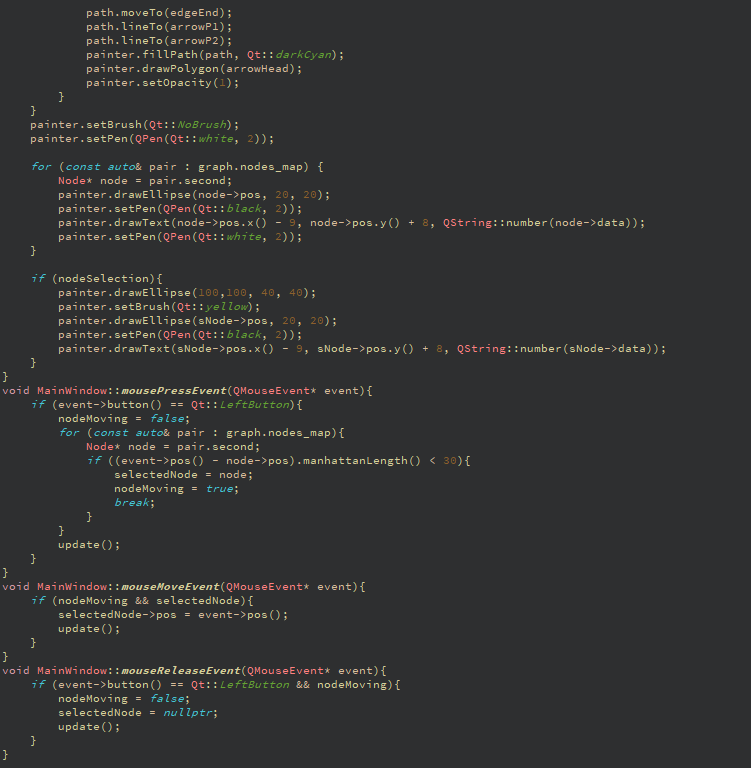 path.moveTo(edgeEnd);
            path.lineTo(arrowP1);
            path.lineTo(arrowP2);
            painter.fillPath(path, Qt::darkCyan);
            painter.drawPolygon(arrowHead);
            painter.setOpacity(1);
        }
    }
    painter.setBrush(Qt::NoBrush);
    painter.setPen(QPen(Qt::white, 2));

    for (const auto& pair : graph.nodes_map) {
        Node* node = pair.second;
        painter.drawEllipse(node->pos, 20, 20);
        painter.setPen(QPen(Qt::black, 2));
        painter.drawText(node->pos.x() - 9, node->pos.y() + 8, QString::number(node->data));
        painter.setPen(QPen(Qt::white, 2));
    }

    if (nodeSelection){
        painter.drawEllipse(100,100, 40, 40);
        painter.setBrush(Qt::yellow);
        painter.drawEllipse(sNode->pos, 20, 20);
        painter.setPen(QPen(Qt::black, 2));
        painter.drawText(sNode->pos.x() - 9, sNode->pos.y() + 8, QString::number(sNode->data));
    }
}
void MainWindow::mousePressEvent(QMouseEvent* event){
    if (event->button() == Qt::LeftButton){
        nodeMoving = false;
        for (const auto& pair : graph.nodes_map){
            Node* node = pair.second;
            if ((event->pos() - node->pos).manhattanLength() < 30){
                selectedNode = node;
                nodeMoving = true;
                break;
            }
        }
        update();
    }
}
void MainWindow::mouseMoveEvent(QMouseEvent* event){
    if (nodeMoving && selectedNode){
        selectedNode->pos = event->pos();
        update();
    }
}
void MainWindow::mouseReleaseEvent(QMouseEvent* event){
    if (event->button() == Qt::LeftButton && nodeMoving){
        nodeMoving = false;
        selectedNode = nullptr;
        update();
    }
}